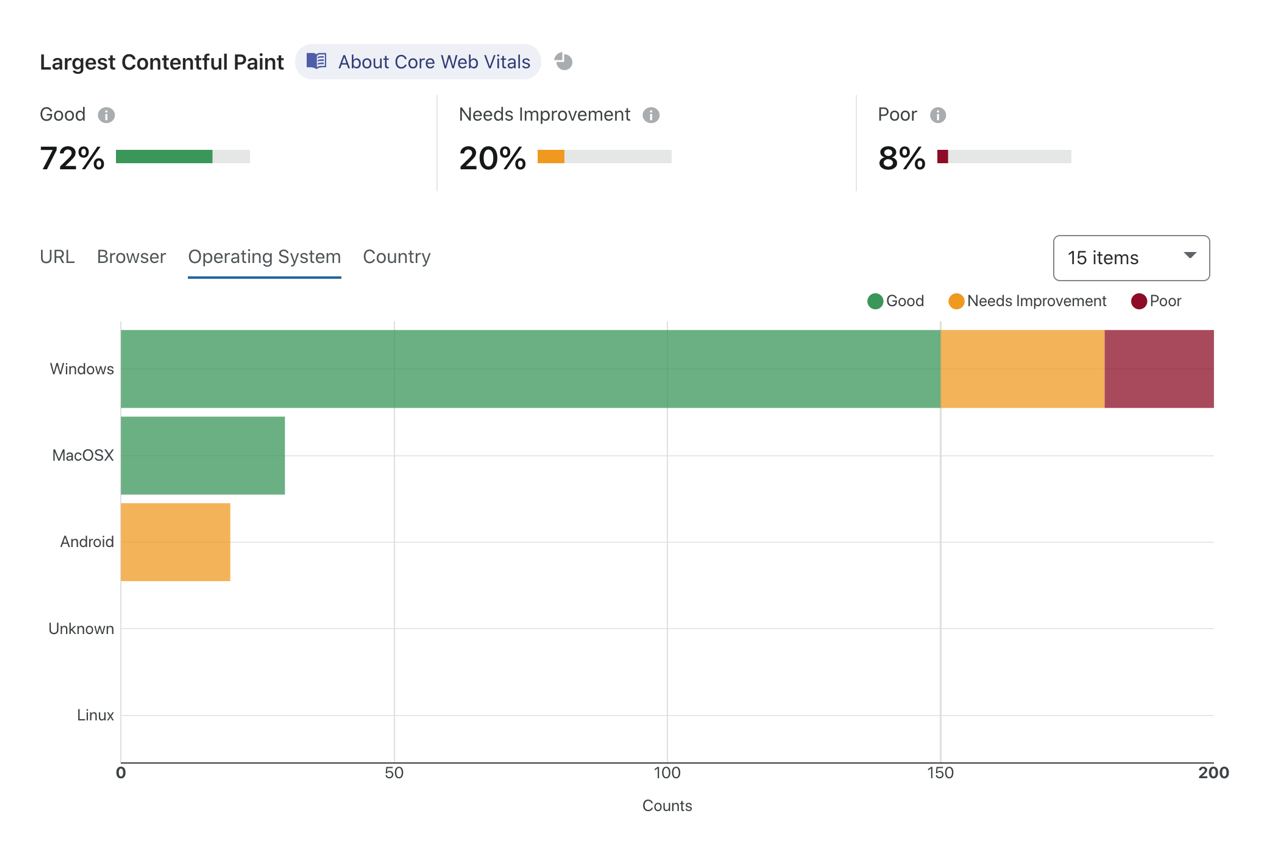 Largest Contentful Paint About Core Web Vitals
Good Needs Improvement Poor
72% 20% 8%
URL Browser Operating System Country 15 items
Good Needs Improvement Poor
Windows
MacOSX
Android
Unknown
Linux
0 50 100 150 200
Counts